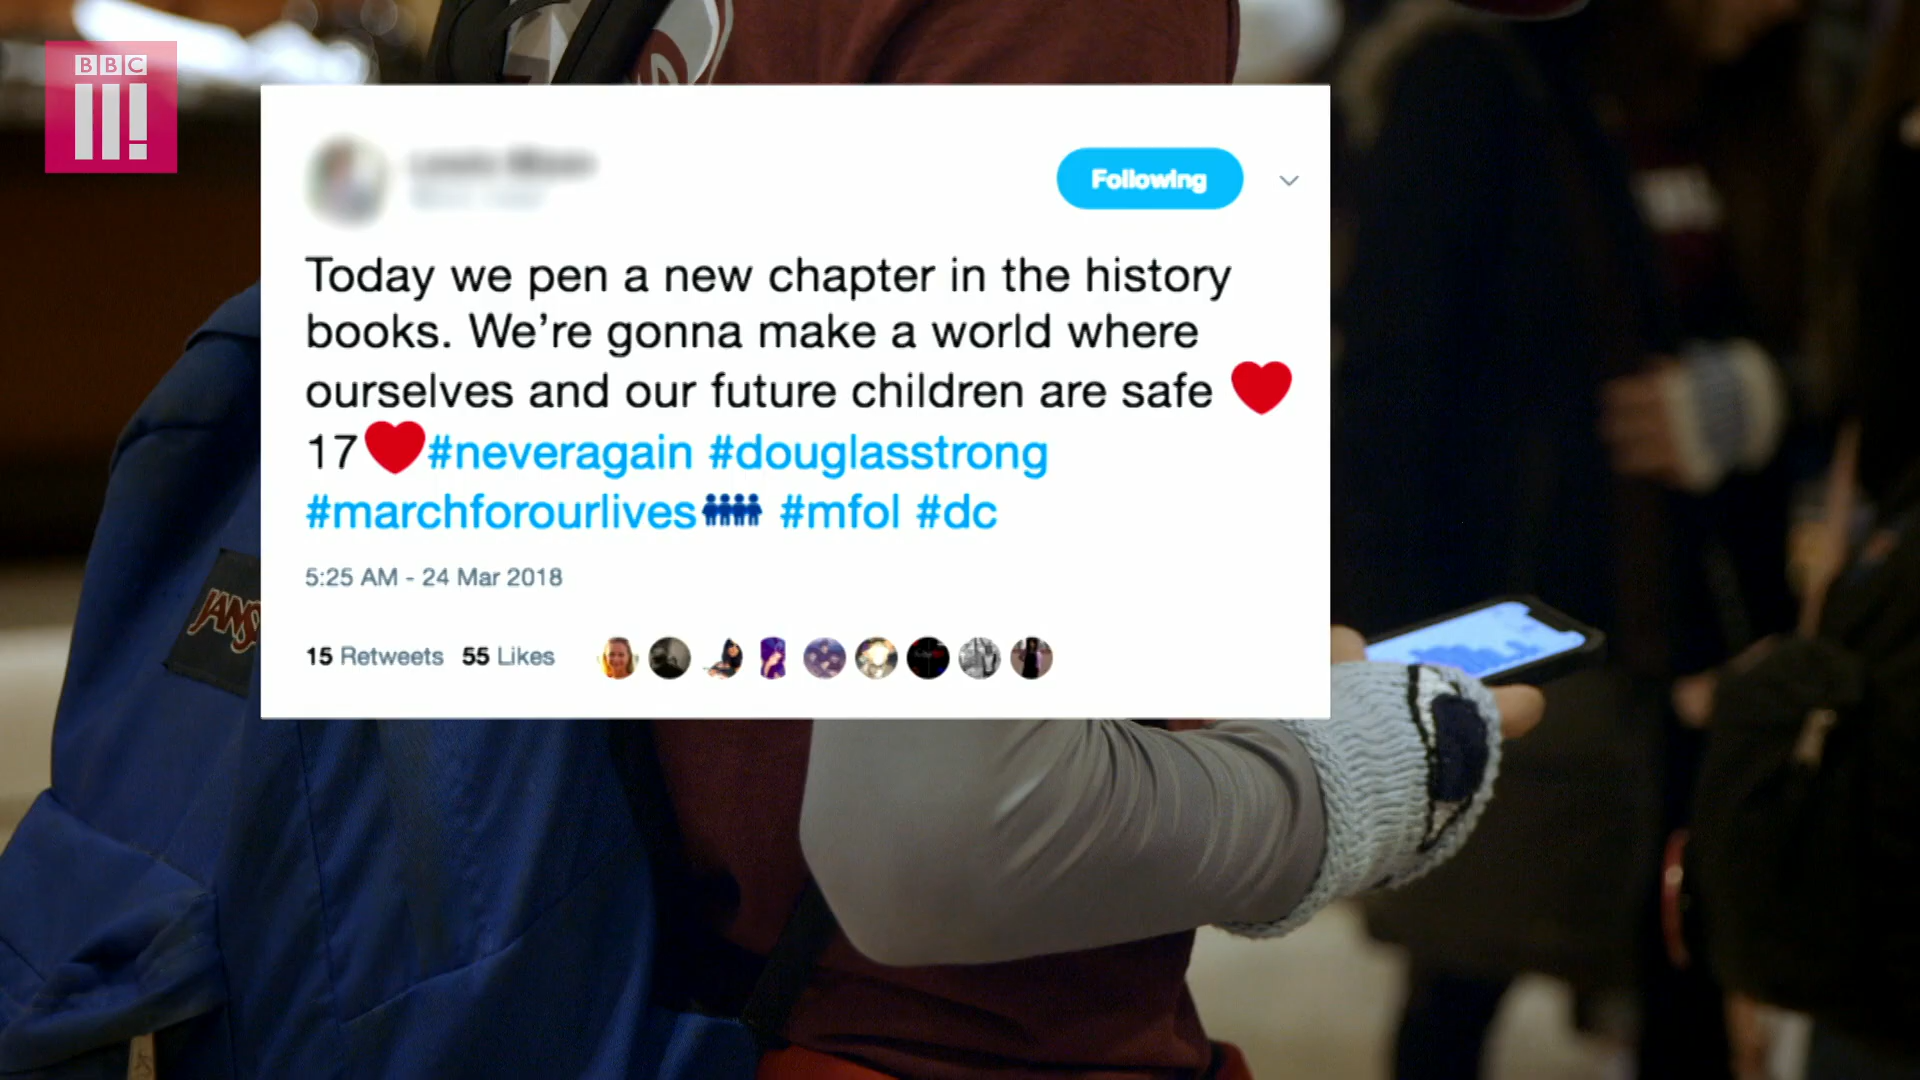 BBC
Following
Today we pen a new chapter in the history
books. We're gonna make a world where
ourselves and our future children are safe ❤
17❤#neveragain #douglasstrong
#marchforourlives #mfol #dc
5:25 AM - 24 Mar 2018
15 Retweets 55 Likes
JANS